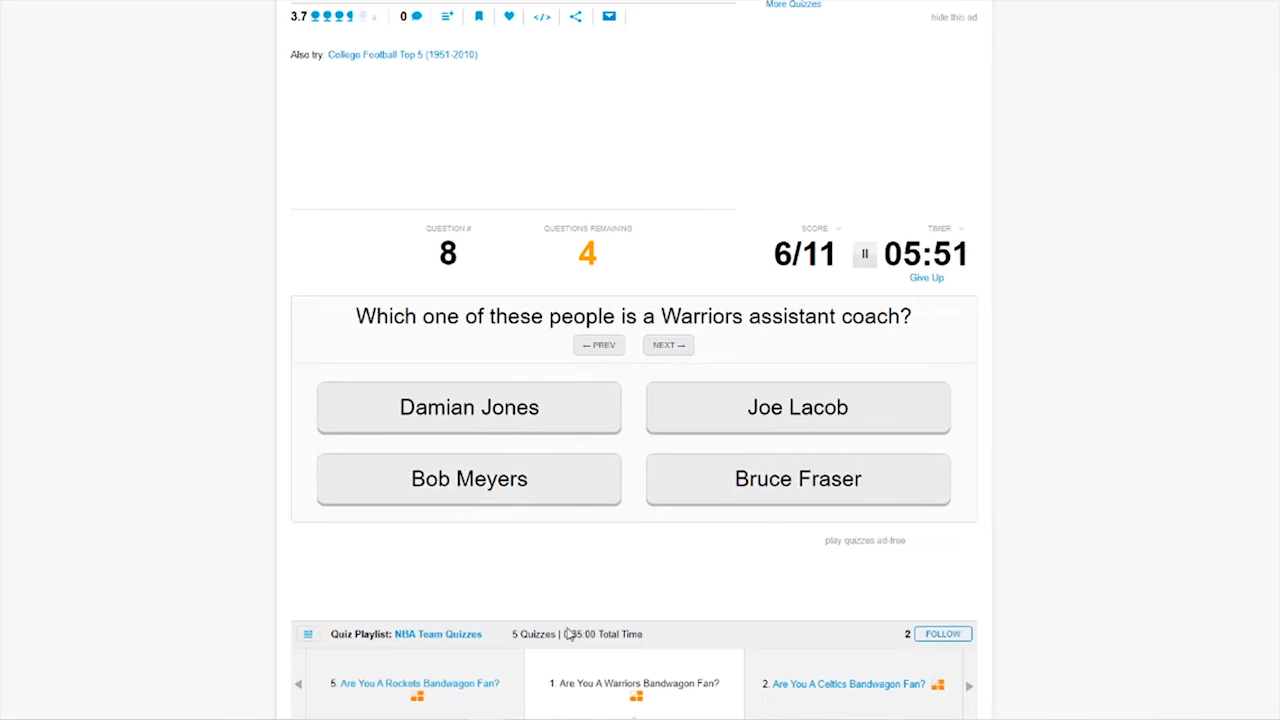 More Quizzes
3.7 0 </>
hide this ad
Also try: College Football Top 5 (1951-2010)
QUESTION # QUESTIONS REMAINING SCORE TIMER
8 4 6/11 05:51
Give Up
Which one of these people is a Warriors assistant coach?
← PREV NEXT →
Damian Jones Joe Lacob
Bob Meyers Bruce Fraser
play quizzes ad-free
Quiz Playlist: NBA Team Quizzes 5 Quizzes | 35:00 Total Time 2 FOLLOW
5. Are You A Rockets Bandwagon Fan? 1. Are You A Warriors Bandwagon Fan? 2. Are You A Celtics Bandwagon Fan?